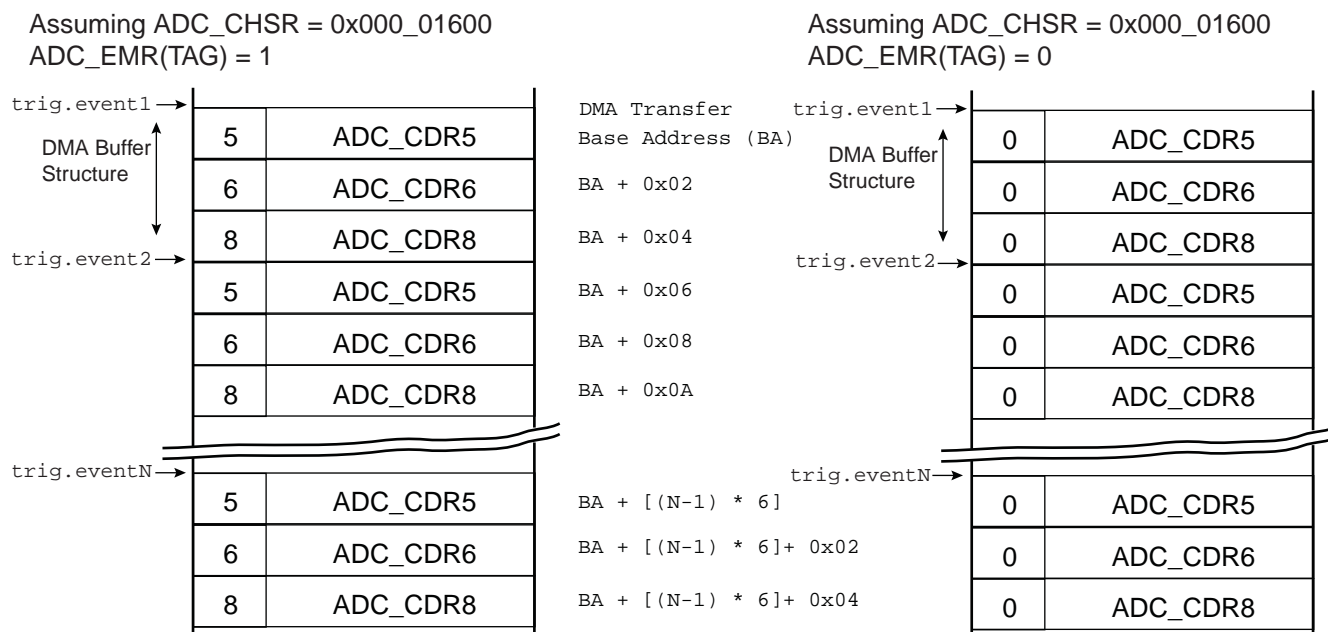 Assuming ADC_CHSR = 0x000_01600
ADC_EMR(TAG) = 1
trig.event1
DMA Buffer
Structure
5 ADC_CDR5
6 ADC_CDR6
8 ADC_CDR8
trig.event2
5 ADC_CDR5
6 ADC_CDR6
8 ADC_CDR8
trig.eventN
5 ADC_CDR5
6 ADC_CDR6
8 ADC_CDR8
DMA Transfer
Base Address (BA)
BA + 0x02
BA + 0x04
BA + 0x06
BA + 0x08
BA + 0x0A
BA + [(N-1) * 6]
BA + [(N-1) * 6]+ 0x02
BA + [(N-1) * 6]+ 0x04
Assuming ADC_CHSR = 0x000_01600
ADC_EMR(TAG) = 0
trig.event1
DMA Buffer
Structure
0 ADC_CDR5
0 ADC_CDR6
0 ADC_CDR8
trig.event2
0 ADC_CDR5
0 ADC_CDR6
0 ADC_CDR8
trig.eventN
0 ADC_CDR5
0 ADC_CDR6
0 ADC_CDR8